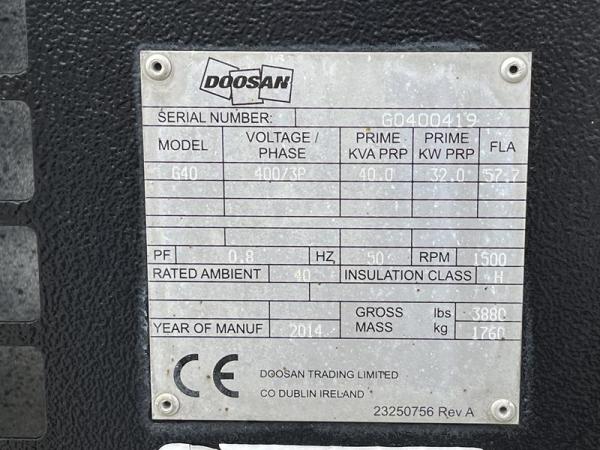 DOOSAN
SERIAL NUMBER: G0400419
MODEL VOLTAGE / PHASE PRIME KVA PRP PRIME KW PRP FLA
G40 400/3P 40.0 32.0 57.7
PF 0.8 HZ 50 RPM 1500
RATED AMBIENT 40 INSULATION CLASS H
GROSS MASS lbs 3880
YEAR OF MANUF 2014 kg 1760
CE
DOOSAN TRADING LIMITED
CO DUBLIN IRELAND
23250756 Rev A